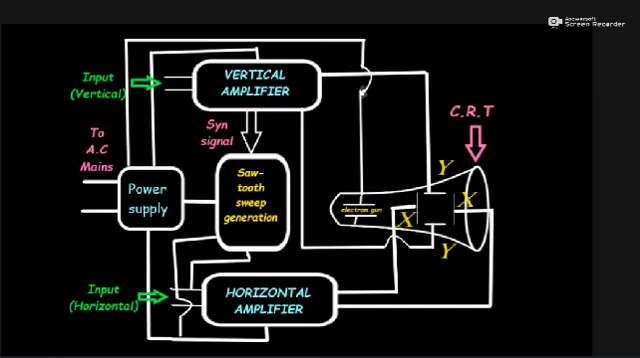 Apowersoft
Screen Recorder
Input
(Vertical)
VERTICAL
AMPLIFIER
C.R.T
To
A.C
Mains
Syn
signal
Saw-
tooth
sweep
generation
Power
supply
electron gun
Y
X
X
Y
Input
(Horizontal)
HORIZONTAL
AMPLIFIER